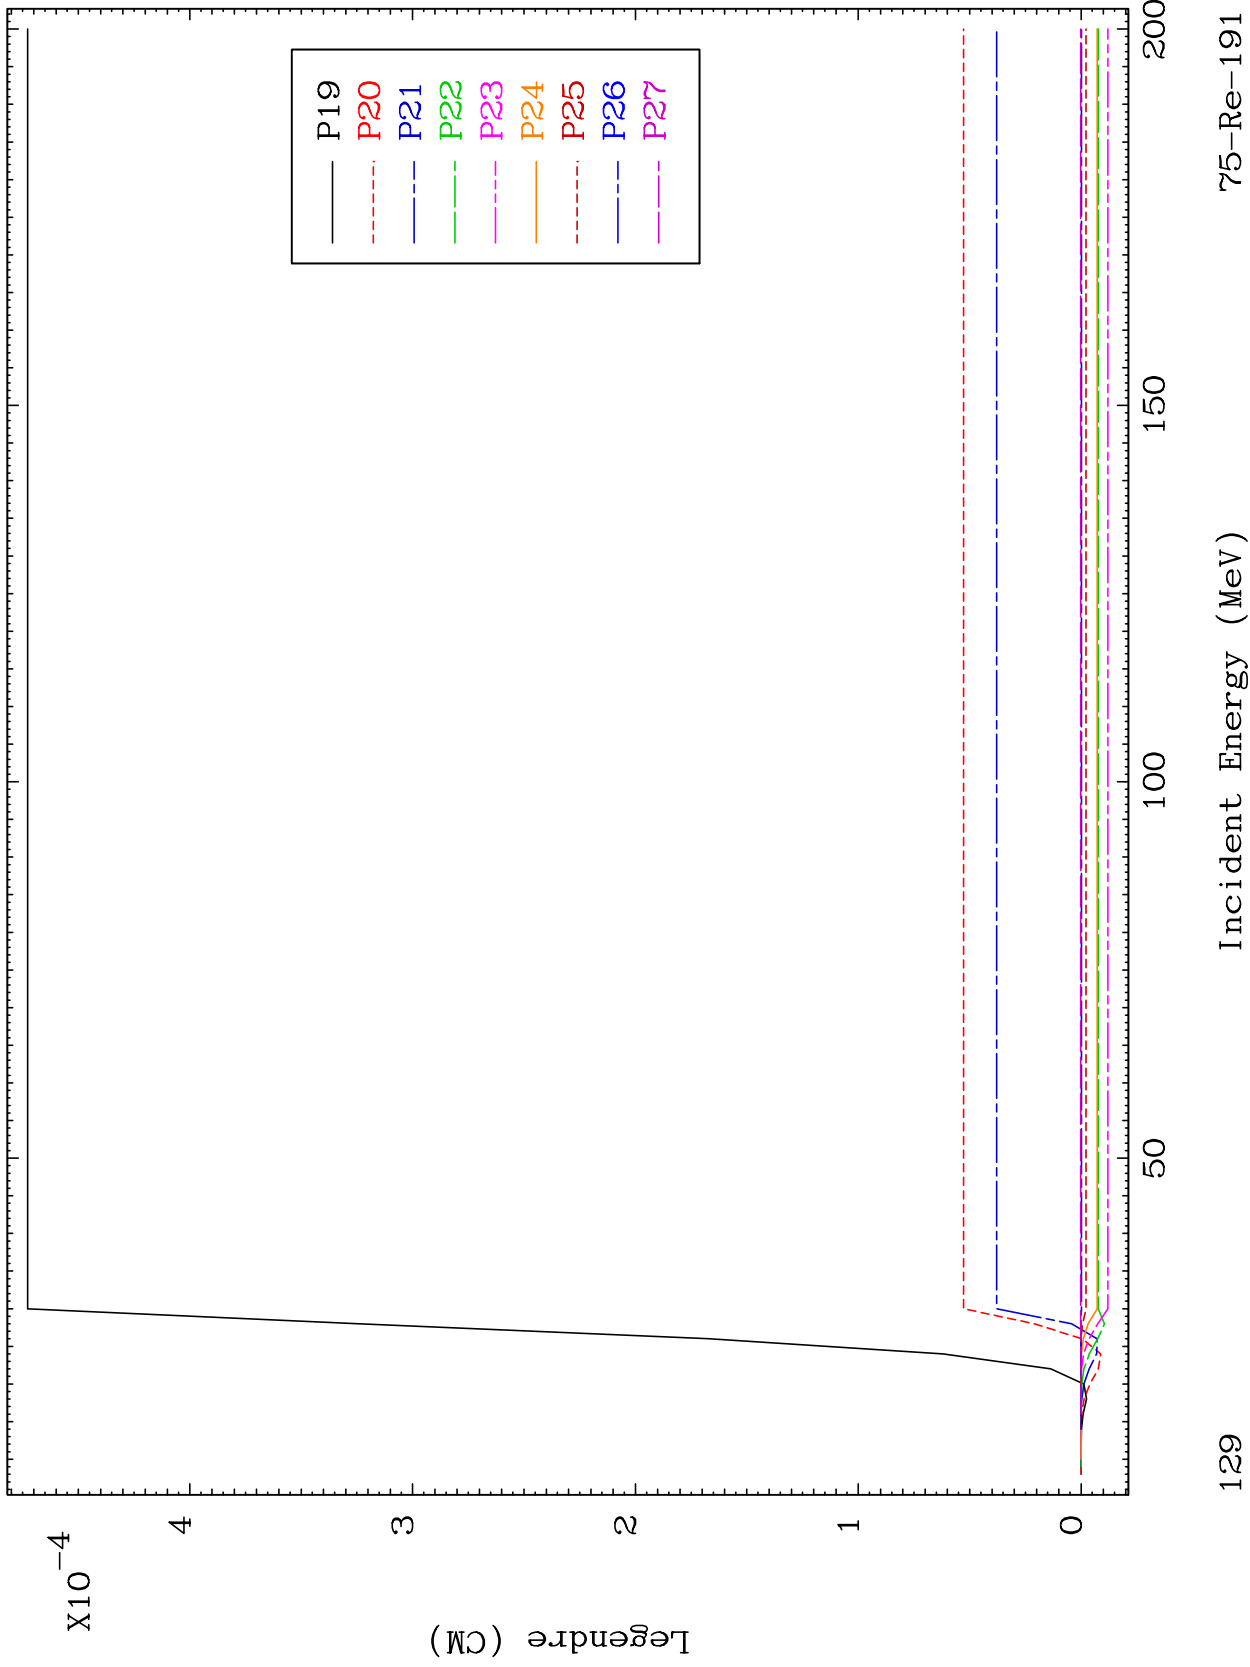 X10-4
4
3
2
1
0
Legendre (CM)
P19
P20
P21
P22
P23
P24
P25
P26
P27
50
100
150
200
129
Incident Energy (MeV)
75-Re-191